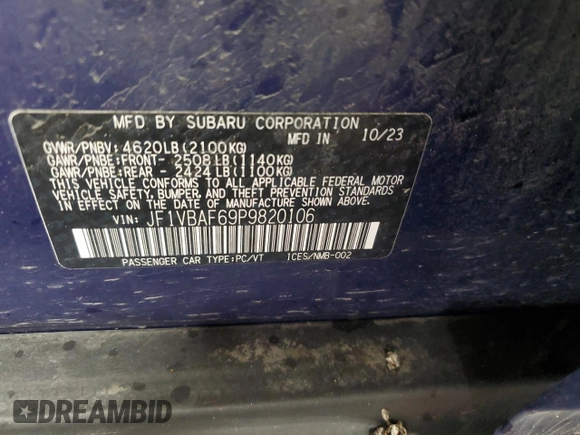 MFD BY SUBARU CORPORATION
MFD IN 10/23
GVWR/PNBV: 4620LB(2100KG)
GAWR/PNBE:FRONT- 2508LB(1140KG)
GAWR/PNBE:REAR - 2424LB(1100KG)
THIS VEHICLE CONFORMS TO ALL APPLICABLE FEDERAL MOTOR
VEHICLE SAFETY, BUMPER, AND THEFT PREVENTION STANDARDS
IN EFFECT ON THE DATE OF MANUFACTURE SHOWN ABOVE.
VIN: JF1VBAF69P9820106
PASSENGER CAR TYPE:PC/VT ICES/NMB-002
DREAMBID